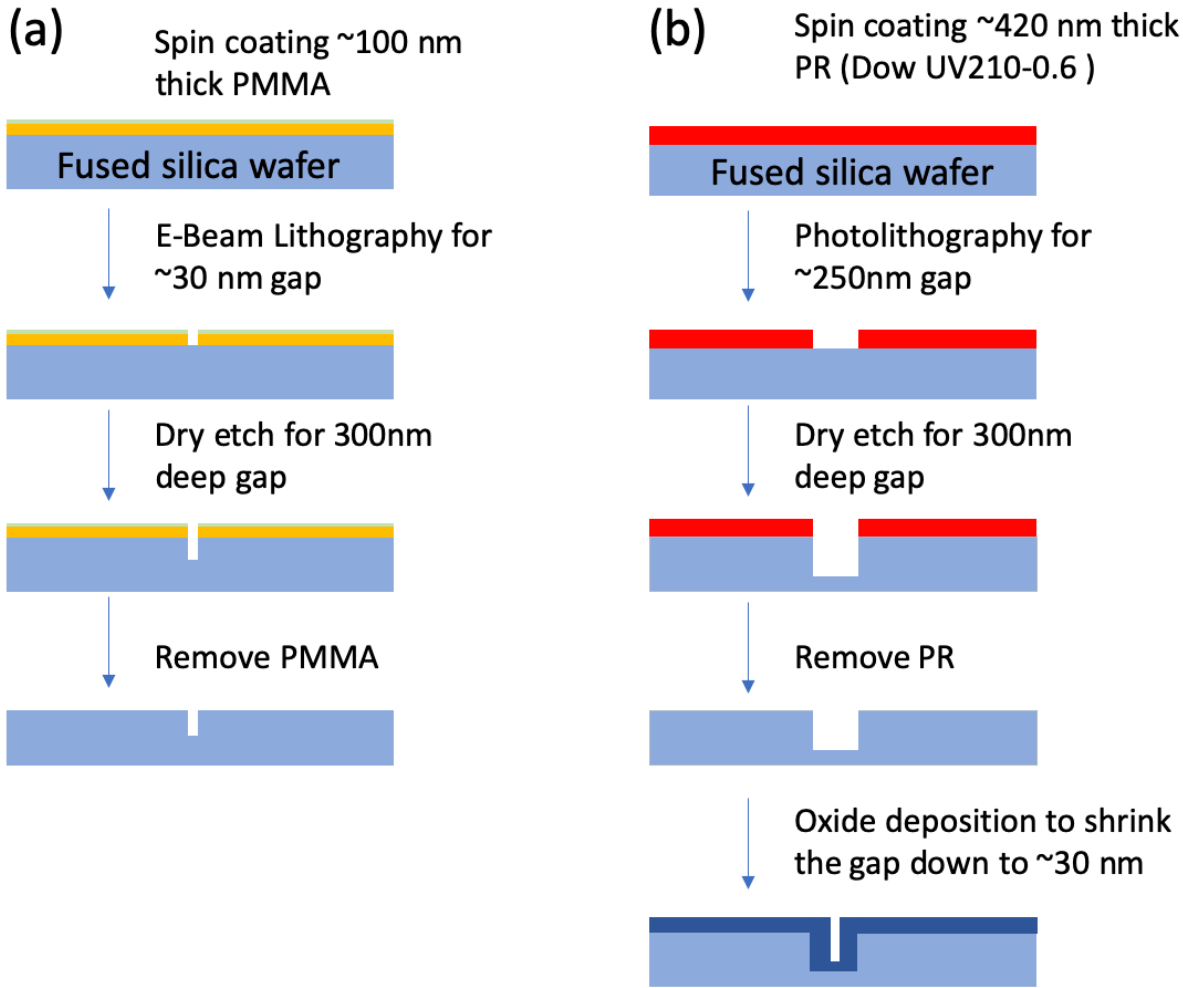 (a)
Spin coating ~100 nm
thick PMMA
Fused silica wafer
E-Beam Lithography for
~30 nm gap
Dry etch for 300nm
deep gap
Remove PMMA
(b)
Spin coating ~420 nm thick
PR (Dow UV210-0.6 )
Fused silica wafer
Photolithography for
~250nm gap
Dry etch for 300nm
deep gap
Remove PR
Oxide deposition to shrink
the gap down to ~30 nm